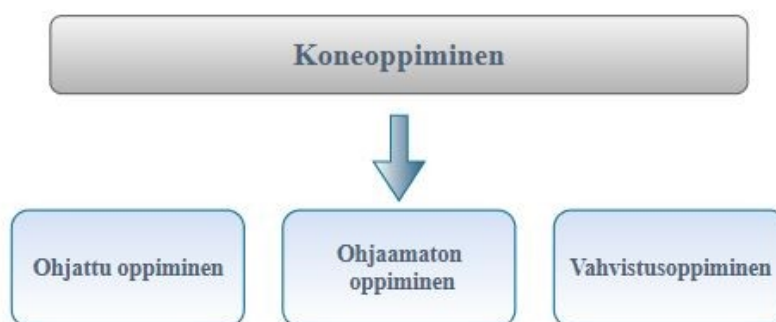 Koneoppiminen
Ohjattu oppiminen
Ohjaamaton
oppiminen
Vahvistusoppiminen